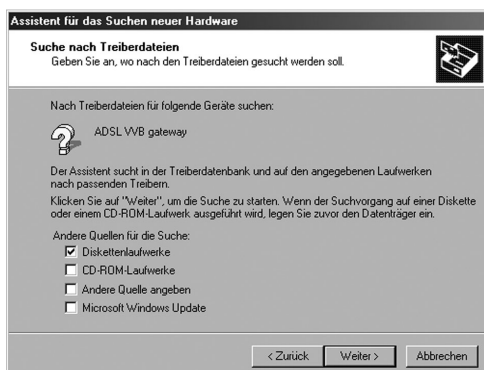 Assistent für das Suchen neuer Hardware
Suche nach Treiberdateien
Geben Sie an, wo nach den Treiberdateien gesucht werden soll.
Nach Treiberdateien für folgende Geräte suchen:
ADSL VVB gateway
Der Assistent sucht in der Treiberdatenbank und auf den angegebenen Laufwerken
nach passenden Treibern.
Klicken Sie auf "Weiter", um die Suche zu starten. Wenn der Suchvorgang auf einer Diskette
oder einem CD-ROM-Laufwerk ausgeführt wird, legen Sie zuvor den Datenträger ein.
Andere Quellen für die Suche:
Diskettenlaufwerke
CD-ROM-Laufwerke
Andere Quelle angeben
Microsoft Windows Update
< Zurück Weiter > Abbrechen